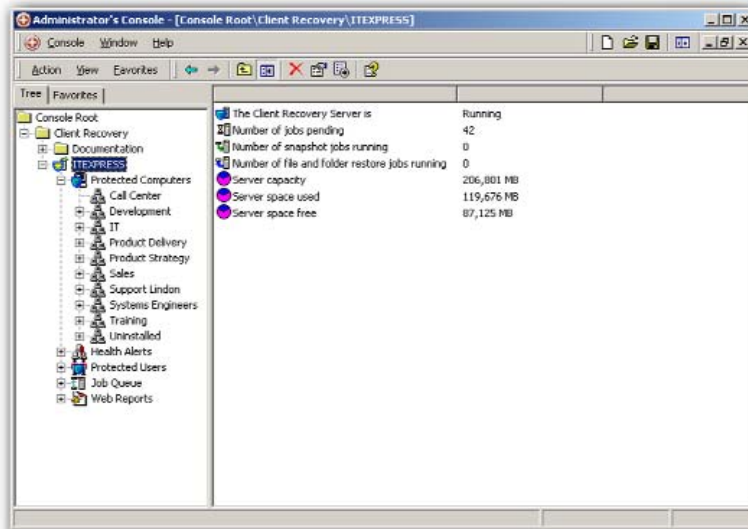 Administrator's Console - [Console Root\Client Recovery\ITEXPRESS]
Console Window Help
Action View Favorites
Tree Favorites
Console Root
Client Recovery
Documentation
ITEXPRESS
Protected Computers
Call Center
Development
IT
Product Delivery
Product Strategy
Sales
Support Lindon
Systems Engineers
Training
Uninstalled
Health Alerts
Protected Users
Job Queue
Web Reports
The Client Recovery Server is Running
Number of jobs pending 42
Number of snapshot jobs running 0
Number of file and folder restore jobs running 0
Server capacity 206,801 MB
Server space used 119,676 MB
Server space free 87,125 MB